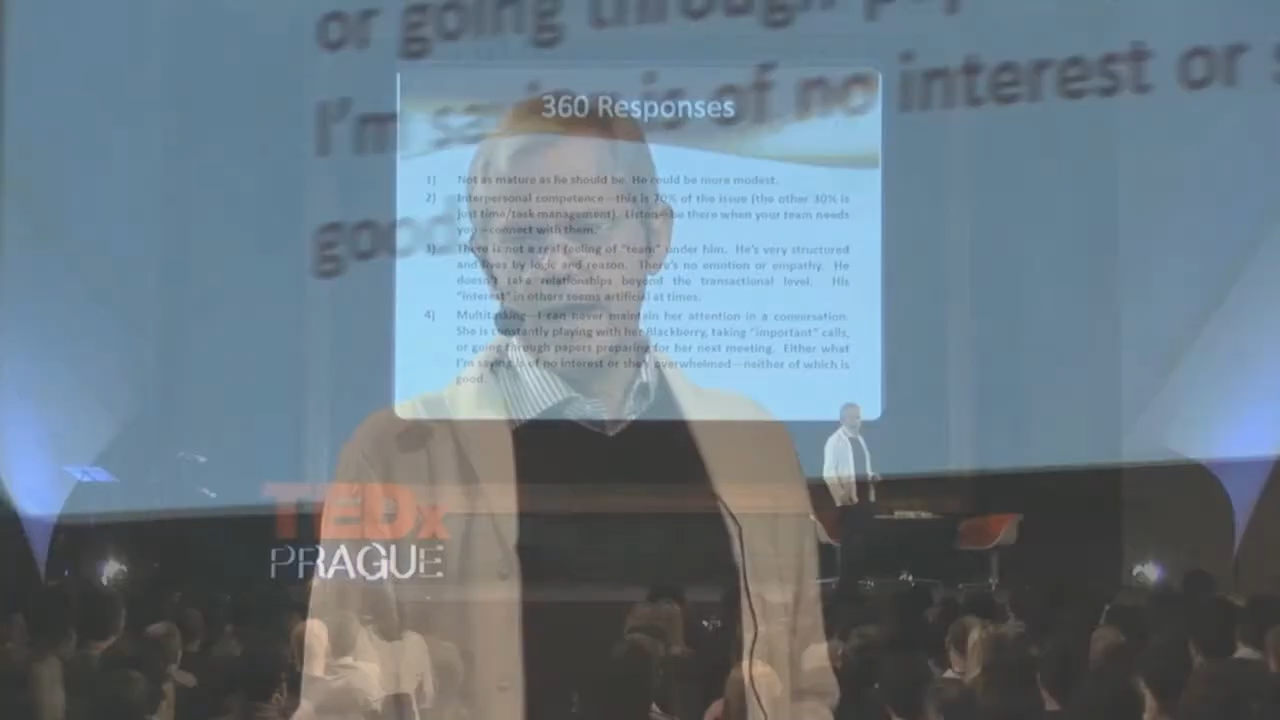 or going through
I'm saying is of no interest or
good
360 Responses
1) Not as mature as he should be. He could be more modest.
2) Interpersonal competence—this is 70% of the issue (the other 30% is
just time/task management). Listen—be there when your team needs
you—connect with them.
3) There is not a real feeling of "team" under him. He's very structured
and lives by logic and reason. There's no emotion or empathy. He
doesn't take relationships beyond the transactional level. His
"interest" in others seems artificial at times.
4) Multitasking—I can never maintain her attention in a conversation.
She is constantly playing with her Blackberry, taking "important" calls,
or going through papers preparing for her next meeting. Either what
I'm saying is of no interest or she's overwhelmed—neither of which is
good.
TEDx
PRAGUE